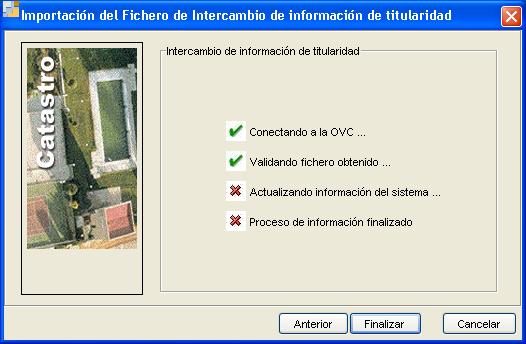 Importación del Fichero de Intercambio de información de titularidad
Catastro
Intercambio de información de titularidad
Conectando a la OVC ...
Validando fichero obtenido ...
Actualizando información del sistema ...
Proceso de información finalizado
Anterior
Finalizar
Cancelar